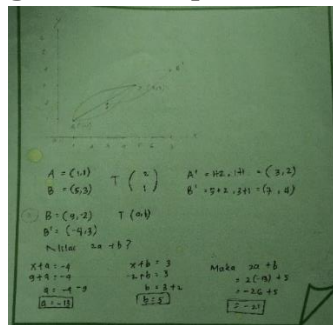 A = (1,1)
B = (5,3)
T ( 2 1 )
A' = 1+2 , 1+1 = (3,2)
B' = 5+2 , 3+1 = (7,4)
B = (9,-2) T (a,b)
B' = (-4,3)
Nilai 2a + b ?
x+a = -4
9+a = -4
a = -4-9
a = -13
x+b = 3
-2+b = 3
b = 3+2
b = 5
Maka 2a + b
= 2(-13) + 5
= -26 + 5
= -21